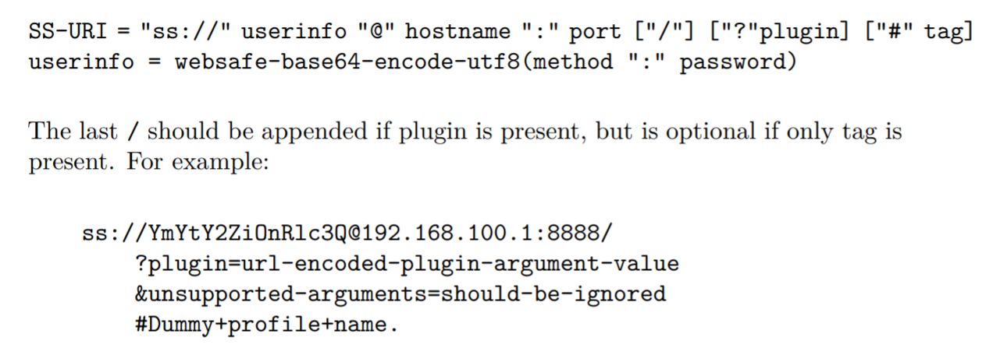 SS-URI = "ss://" userinfo "@" hostname ":" port ["/"] ["?"plugin] ["#" tag]
userinfo = websafe-base64-encode-utf8(method ":" password)
The last / should be appended if plugin is present, but is optional if only tag is
present. For example:
ss://YmYtY2ZiOnRlc3Q@192.168.100.1:8888/
?plugin=url-encoded-plugin-argument-value
&unsupported-arguments=should-be-ignored
#Dummy+profile+name.